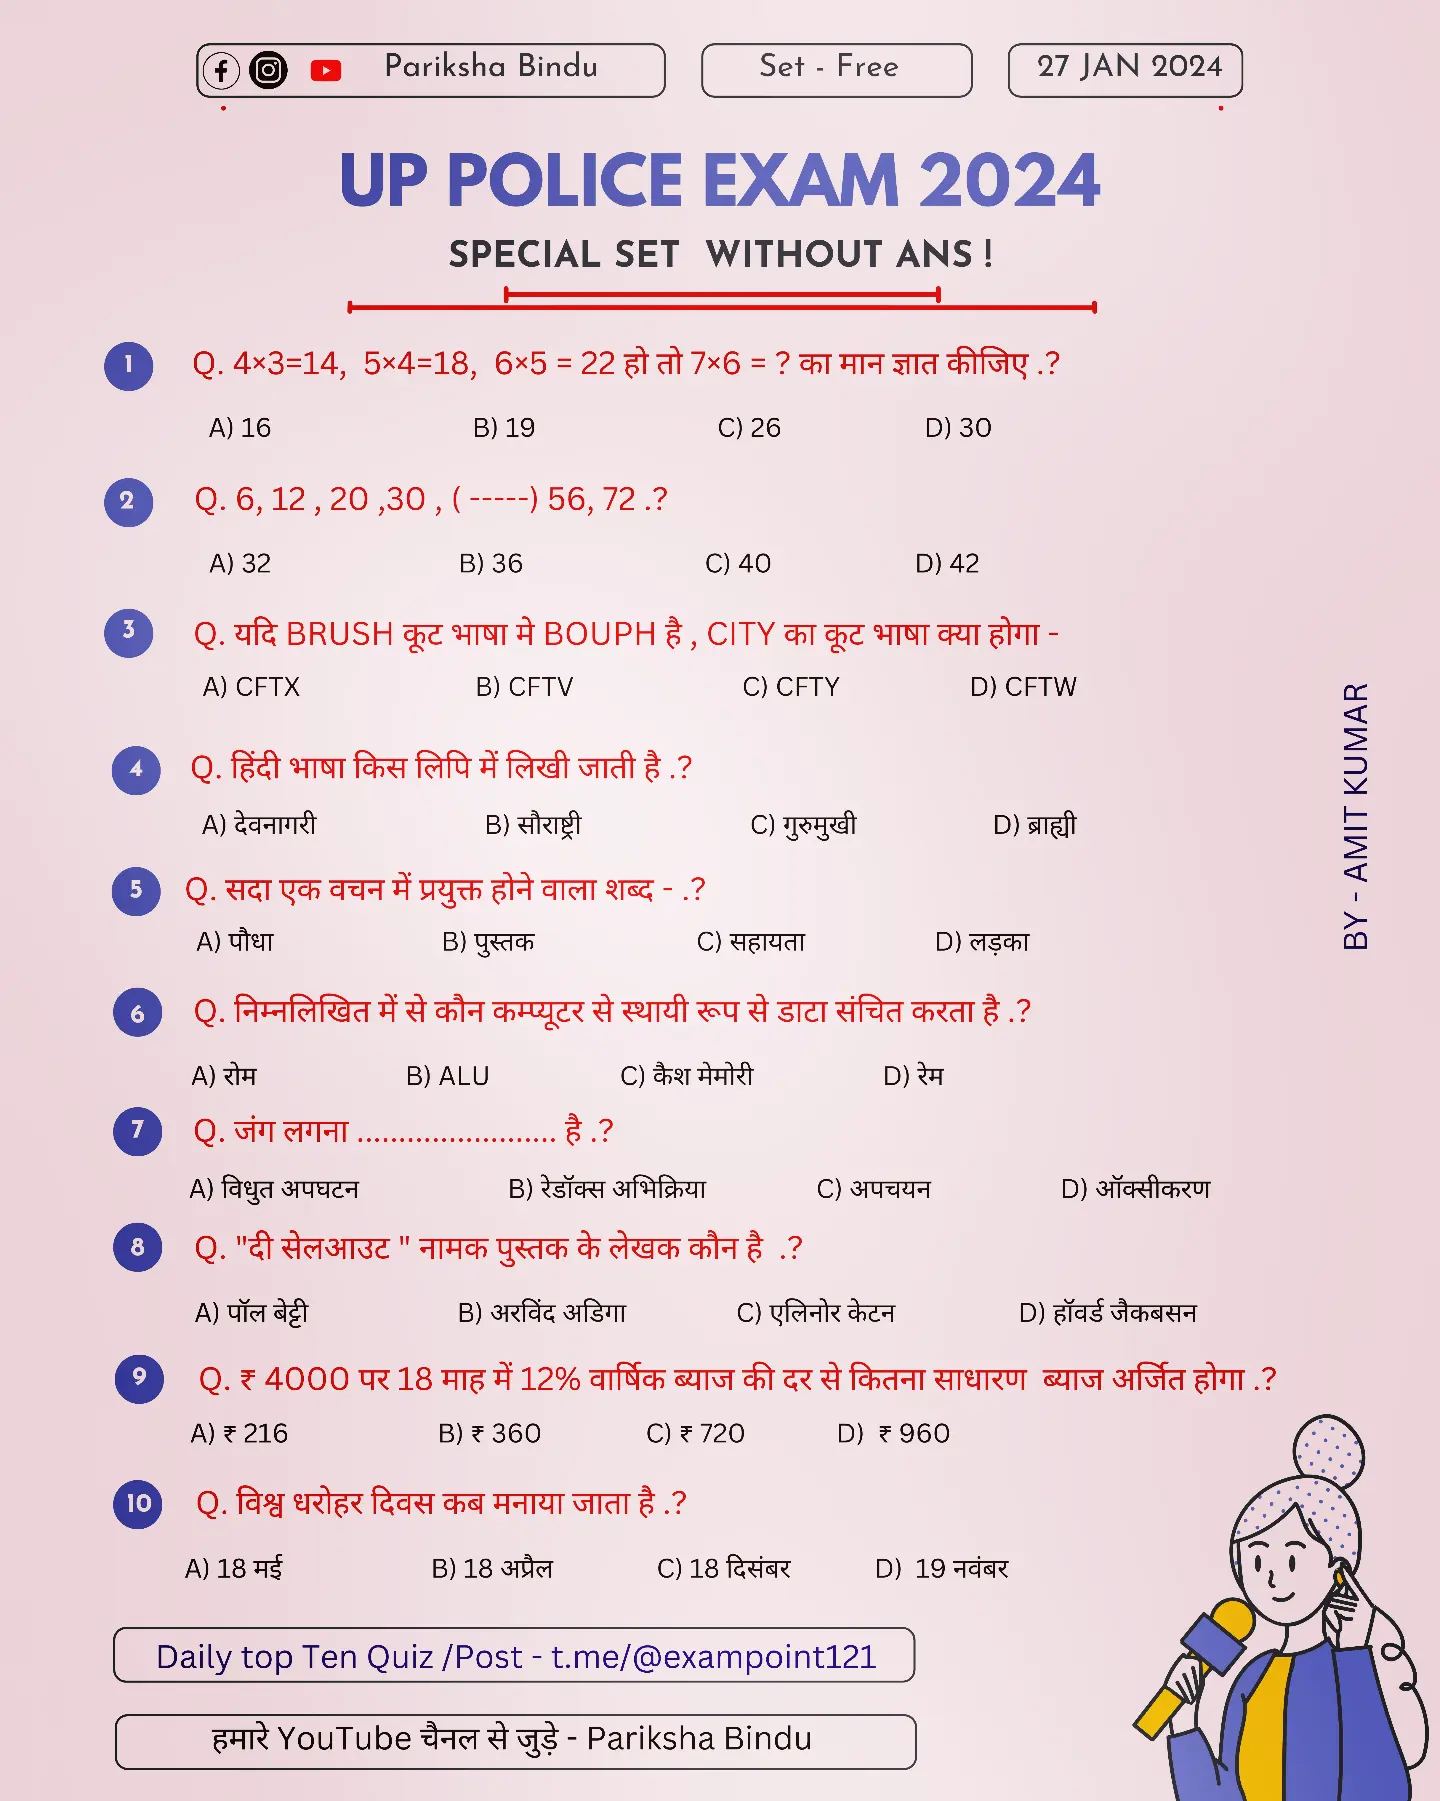 Pariksha Bindu
Set - Free
27 JAN 2024
UP POLICE EXAM 2024
SPECIAL SET WITHOUT ANS !
1 Q. 4×3=14, 5×4=18, 6×5 = 22 हो तो 7×6 = ? का मान ज्ञात कीजिए .?
A) 16 B) 19 C) 26 D) 30
2 Q. 6, 12 , 20 ,30 , ( -----) 56, 72 .?
A) 32 B) 36 C) 40 D) 42
3 Q. यदि BRUSH कूट भाषा मे BOUPH है , CITY का कूट भाषा क्या होगा -
A) CFTX B) CFTV C) CFTY D) CFTW
4 Q. हिंदी भाषा किस लिपि में लिखी जाती है .?
A) देवनागरी B) सौराष्ट्री C) गुरुमुखी D) ब्राह्मी
5 Q. सदा एक वचन में प्रयुक्त होने वाला शब्द - .?
A) पौधा B) पुस्तक C) सहायता D) लड़का
6 Q. निम्नलिखित में से कौन कम्प्यूटर से स्थायी रूप से डाटा संचित करता है .?
A) रोम B) ALU C) कैश मेमोरी D) रेम
7 Q. जंग लगना ........................ है .?
A) विधुत अपघटन B) रेडॉक्स अभिक्रिया C) अपचयन D) ऑक्सीकरण
8 Q. "दी सेलआउट " नामक पुस्तक के लेखक कौन है .?
A) पॉल बेट्टी B) अरविंद अडिगा C) एलिनोर केटन D) हॉवर्ड जैकबसन
9 Q. ₹ 4000 पर 18 माह में 12% वार्षिक ब्याज की दर से कितना साधारण ब्याज अर्जित होगा .?
A) ₹ 216 B) ₹ 360 C) ₹ 720 D) ₹ 960
10 Q. विश्व धरोहर दिवस कब मनाया जाता है .?
A) 18 मई B) 18 अप्रैल C) 18 दिसंबर D) 19 नवंबर
BY - AMIT KUMAR
Daily top Ten Quiz /Post - t.me/@exampoint121
हमारे YouTube चैनल से जुड़े - Pariksha Bindu